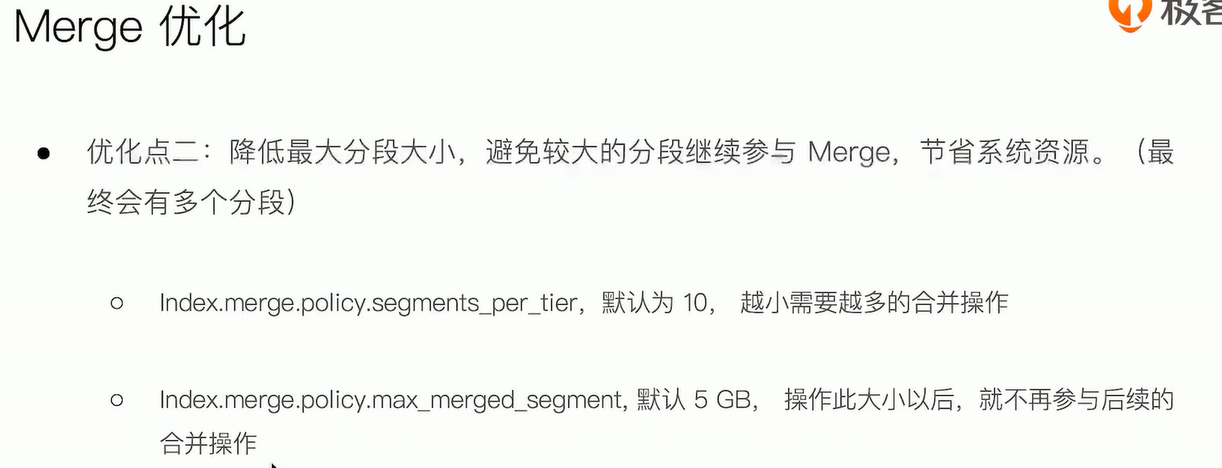 Merge 优化
极客
优化点二：降低最大分段大小，避免较大的分段继续参与 Merge，节省系统资源。（最
终会有多个分段）
Index.merge.policy.segments_per_tier，默认为 10， 越小需要越多的合并操作
Index.merge.policy.max_merged_segment, 默认 5 GB， 操作此大小以后，就不再参与后续的
合并操作